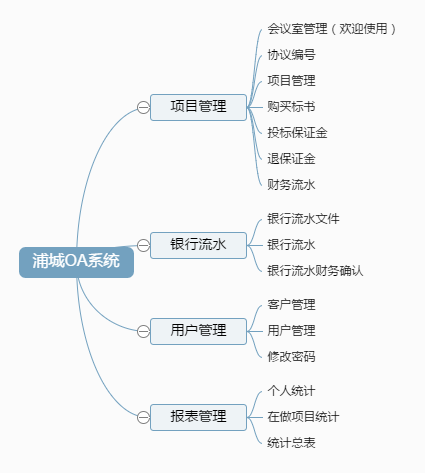 会议室管理（欢迎使用）
协议编号
项目管理
项目管理
购买标书
投标保证金
退保证金
财务流水
银行流水文件
银行流水
银行流水
银行流水财务确认
浦城OA系统
客户管理
用户管理
用户管理
修改密码
个人统计
报表管理
在做项目统计
统计总表